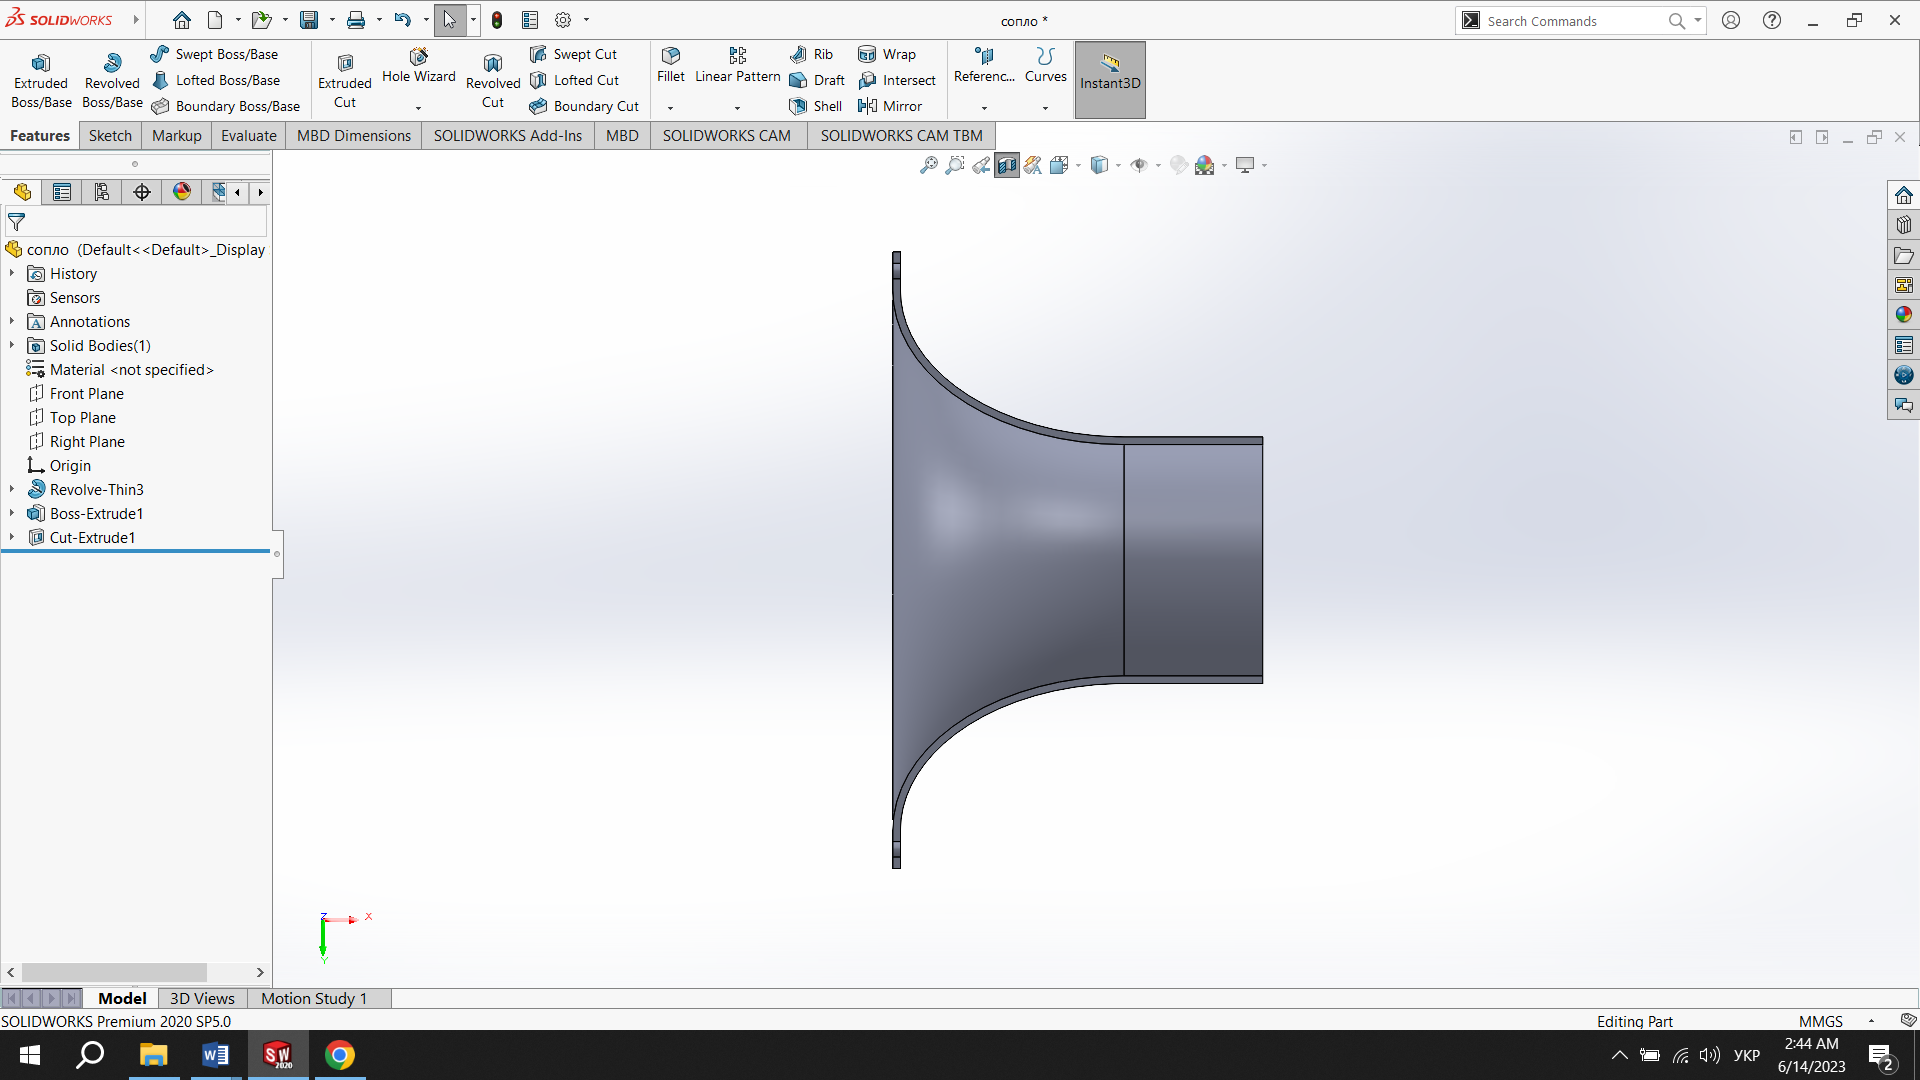 SOLIDWORKS
сопло *
Search Commands
Extruded Boss/Base
Revolved Boss/Base
Swept Boss/Base
Lofted Boss/Base
Boundary Boss/Base
Extruded Cut
Hole Wizard
Revolved Cut
Swept Cut
Lofted Cut
Boundary Cut
Fillet
Linear Pattern
Rib
Draft
Shell
Wrap
Intersect
Mirror
Referenc...
Curves
Instant3D
Features
Sketch
Markup
Evaluate
MBD Dimensions
SOLIDWORKS Add-Ins
MBD
SOLIDWORKS CAM
SOLIDWORKS CAM TBM
сопло (Default<<Default>_Display
History
Sensors
Annotations
Solid Bodies(1)
Material <not specified>
Front Plane
Top Plane
Right Plane
Origin
Revolve-Thin3
Boss-Extrude1
Cut-Extrude1
Z
X
Y
Model
3D Views
Motion Study 1
SOLIDWORKS Premium 2020 SP5.0
Editing Part
MMGS
SW
2020
УКР
2:44 AM
6/14/2023
2